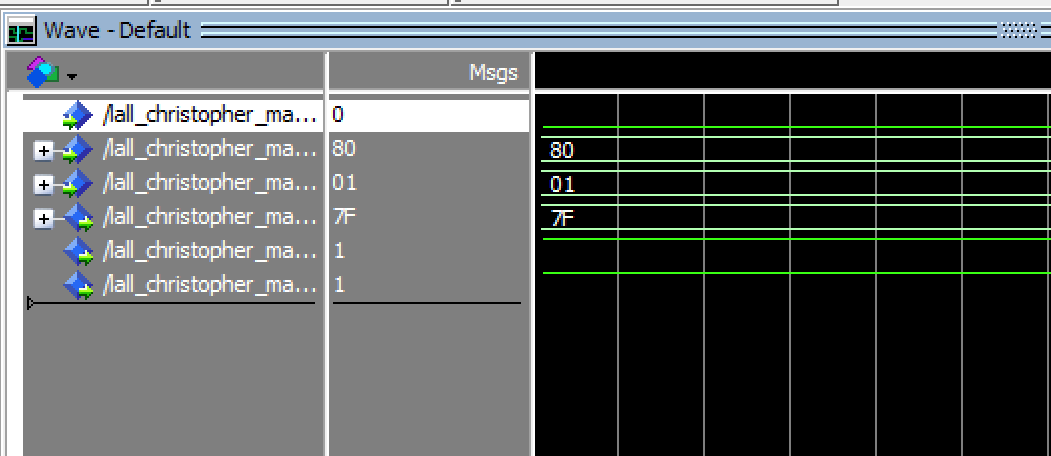 Wave - Default
Msgs
/lall_christopher_ma... 0
/lall_christopher_ma... 80 80
/lall_christopher_ma... 01 01
/lall_christopher_ma... 7F 7F
/lall_christopher_ma... 1
/lall_christopher_ma... 1